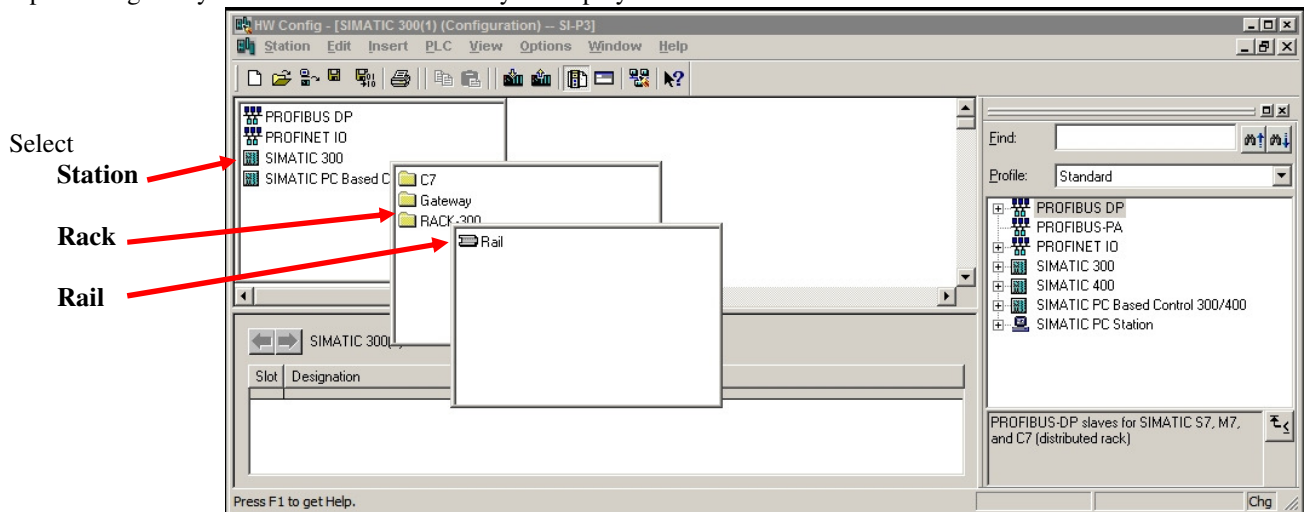 HW Config - [SIMATIC 300(1) (Configuration) -- SI-P3]
Station Edit Insert PLC View Options Window Help
Select
Station
Rack
Rail
PROFIBUS DP
PROFINET IO
SIMATIC 300
SIMATIC PC Based C
C7
Gateway
RACK-300
Rail
SIMATIC 300(
Slot Designation
Find:
Profile: Standard
PROFIBUS DP
PROFIBUS-PA
PROFINET IO
SIMATIC 300
SIMATIC 400
SIMATIC PC Based Control 300/400
SIMATIC PC Station
PROFIBUS-DP slaves for SIMATIC S7, M7,
and C7 (distributed rack)
Press F1 to get Help.
Chg